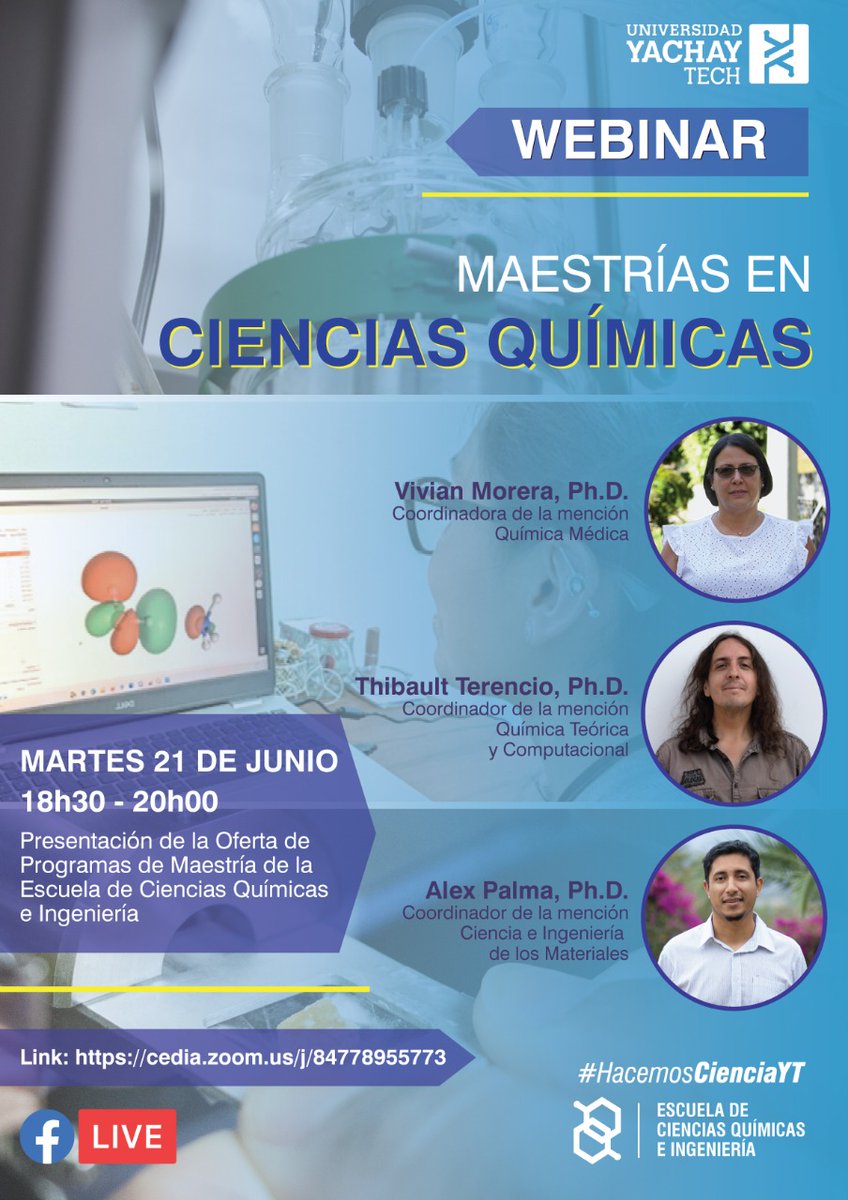 UNIVERSIDAD
YACHAY
TECH
WEBINAR
MAESTRÍAS EN
CIENCIAS QUÍMICAS
Vivian Morera, Ph.D.
Coordinadora de la mención
Química Médica
Thibault Terencio, Ph.D.
Coordinador de la mención
Química Teórica
y Computacional
MARTES 21 DE JUNIO
18h30 - 20h00
Presentación de la Oferta de
Programas de Maestría de la
Escuela de Ciencias Químicas
e Ingeniería
Alex Palma, Ph.D.
Coordinador de la mención
Ciencia e Ingeniería
de los Materiales
Link: https://cedia.zoom.us/j/84778955773
#HacemosCienciaYT
LIVE
ESCUELA DE
CIENCIAS QUÍMICAS
E INGENIERÍA
DELL